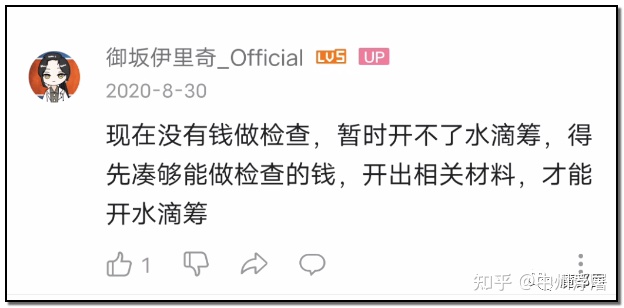 御坂伊里奇_Official LV5 UP
2020-8-30
现在没有钱做检查，暂时开不了水滴筹，得
先凑够能做检查的钱，开出相关材料，才能
开水滴筹
1
知乎